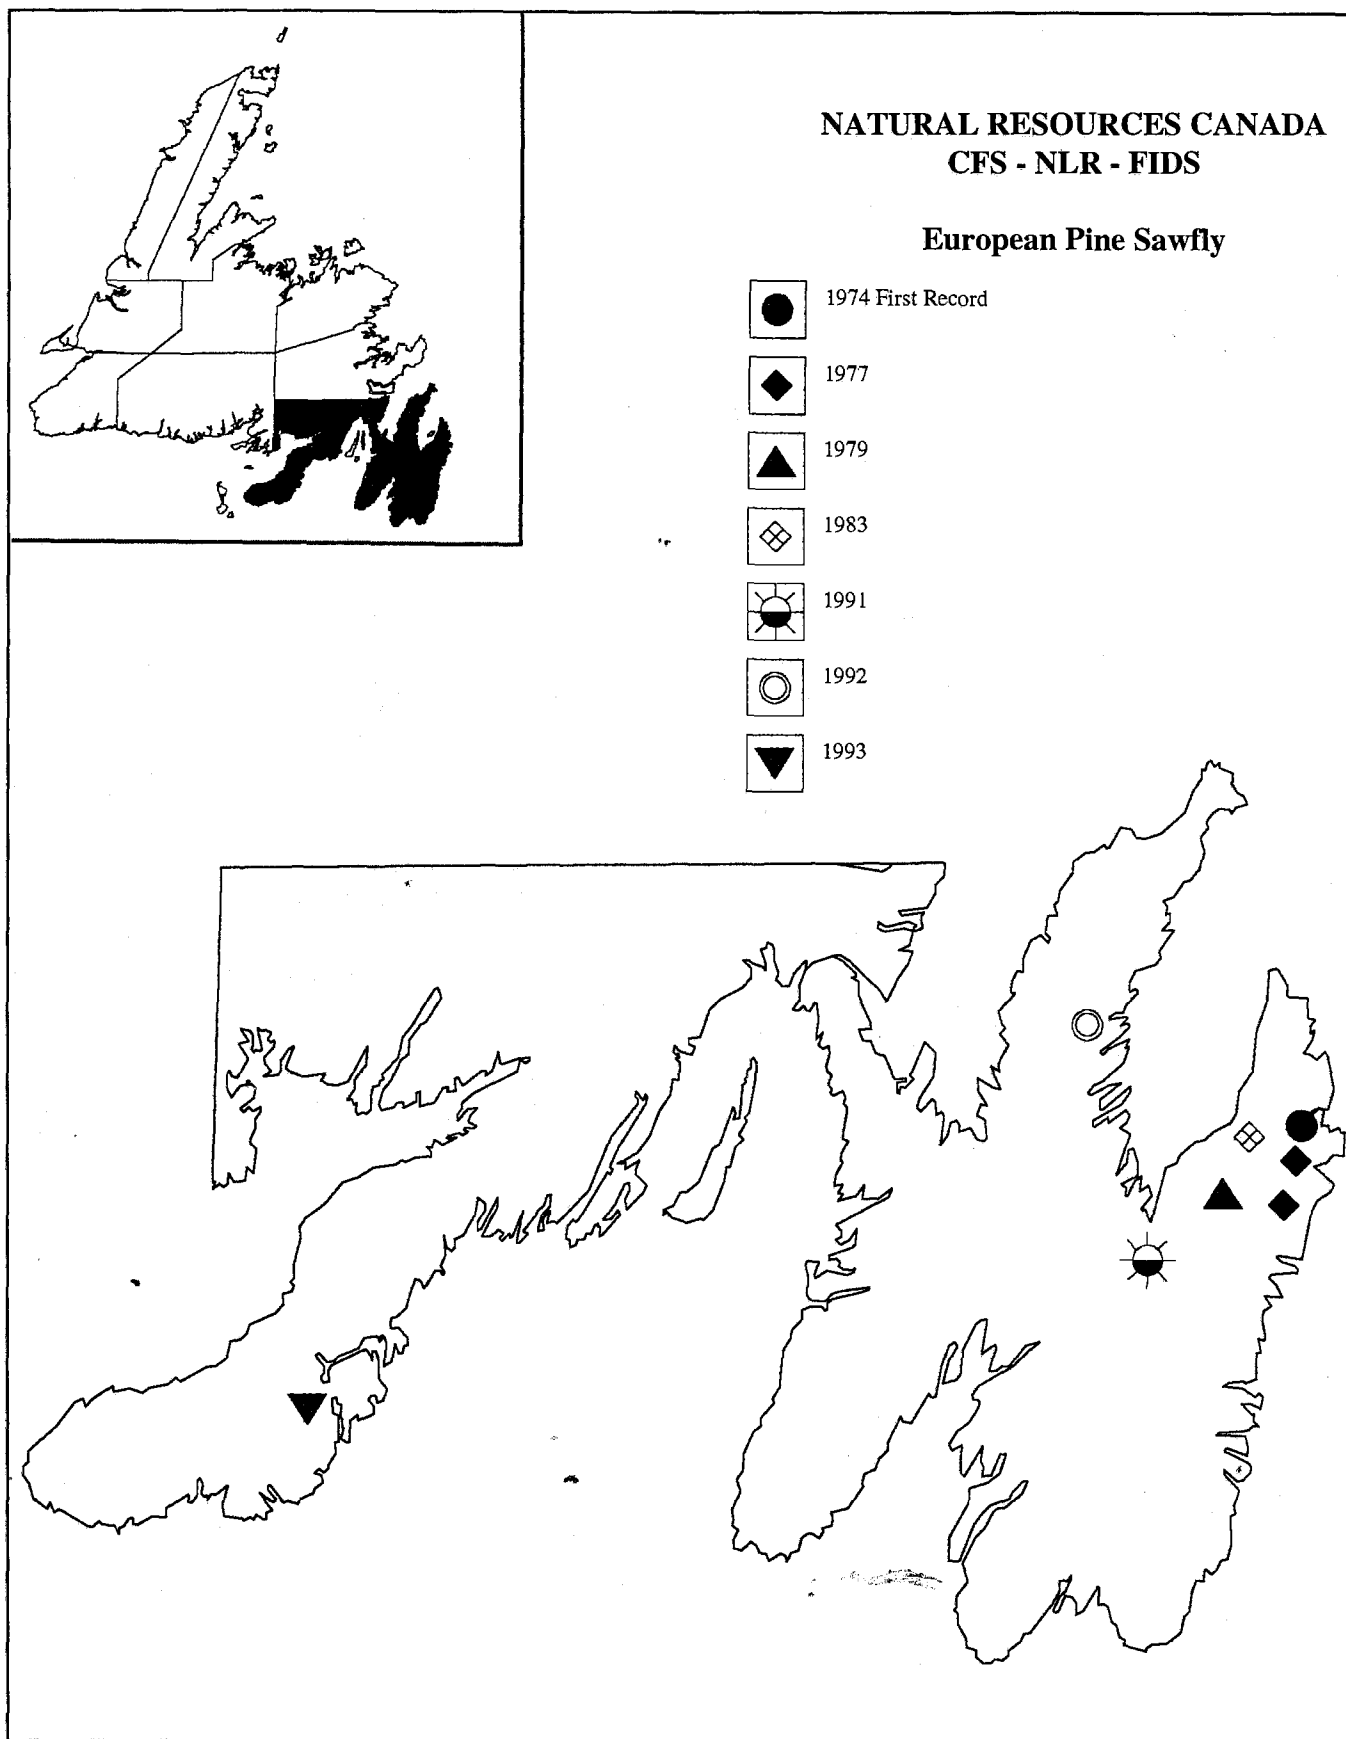 NATURAL RESOURCES CANADA
CFS - NLR - FIDS
European Pine Sawfly
1974 First Record
1977
1979
1983
1991
1992
1993